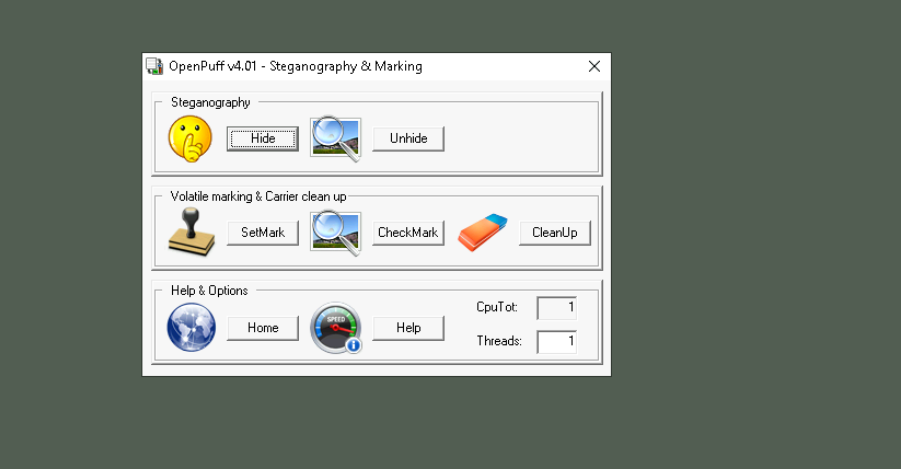 OpenPuff v4.01 - Steganography & Marking
Steganography
Hide
Unhide
Volatile marking & Carrier clean up
SetMark
CheckMark
CleanUp
Help & Options
Home
SPEED
Help
CpuTot: 1
Threads: 1